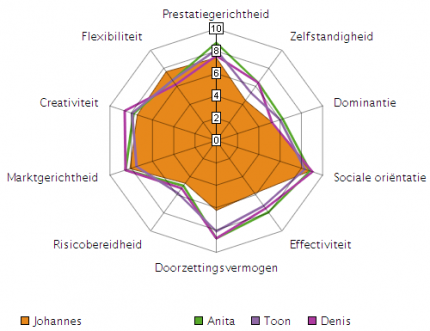 Prestatiegerichtheid
Flexibiliteit
Zelfstandigheid
Creativiteit
Dominantie
Marktgerichtheid
Sociale oriëntatie
Risicobereidheid
Effectiviteit
Doorzettingsvermogen
10
8
6
4
2
0
Johannes Anita Toon Denis